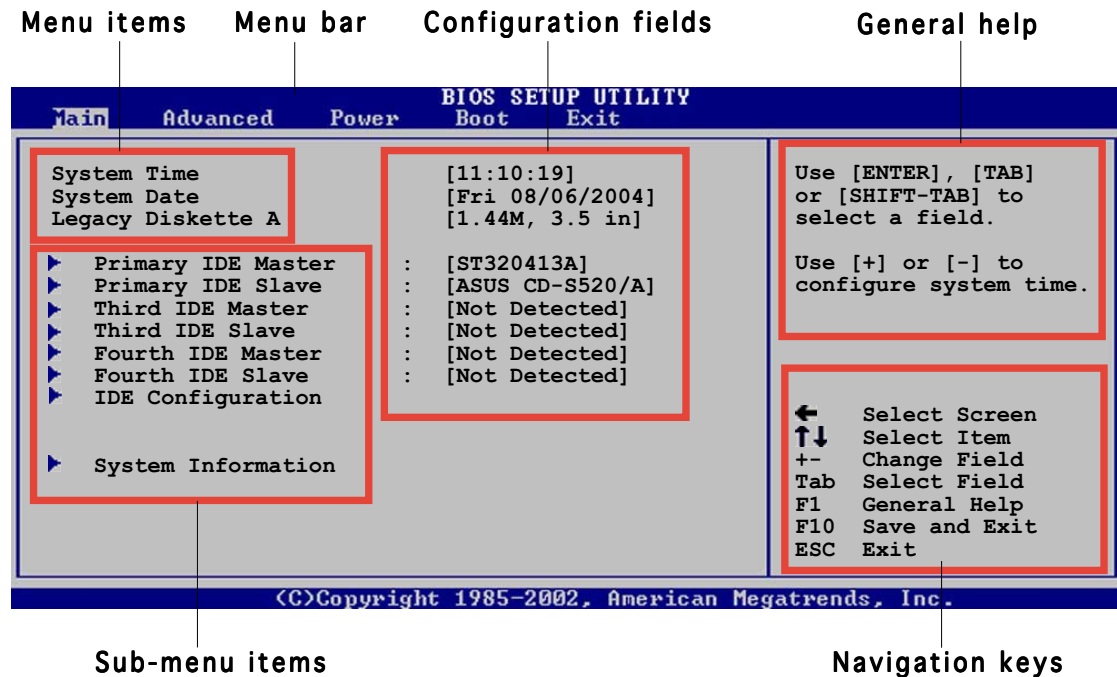 Menu items Menu bar Configuration fields General help
BIOS SETUP UTILITY
Main Advanced Power Boot Exit
System Time [11:10:19]
System Date [Fri 08/06/2004]
Legacy Diskette A [1.44M, 3.5 in]
Primary IDE Master : [ST320413A]
Primary IDE Slave : [ASUS CD-S520/A]
Third IDE Master : [Not Detected]
Third IDE Slave : [Not Detected]
Fourth IDE Master : [Not Detected]
Fourth IDE Slave : [Not Detected]
IDE Configuration
System Information
Use [ENTER], [TAB]
or [SHIFT-TAB] to
select a field.
Use [+] or [-] to
configure system time.
← Select Screen
↑↓ Select Item
+- Change Field
Tab Select Field
F1 General Help
F10 Save and Exit
ESC Exit
(C)Copyright 1985-2002, American Megatrends, Inc.
Sub-menu items Navigation keys